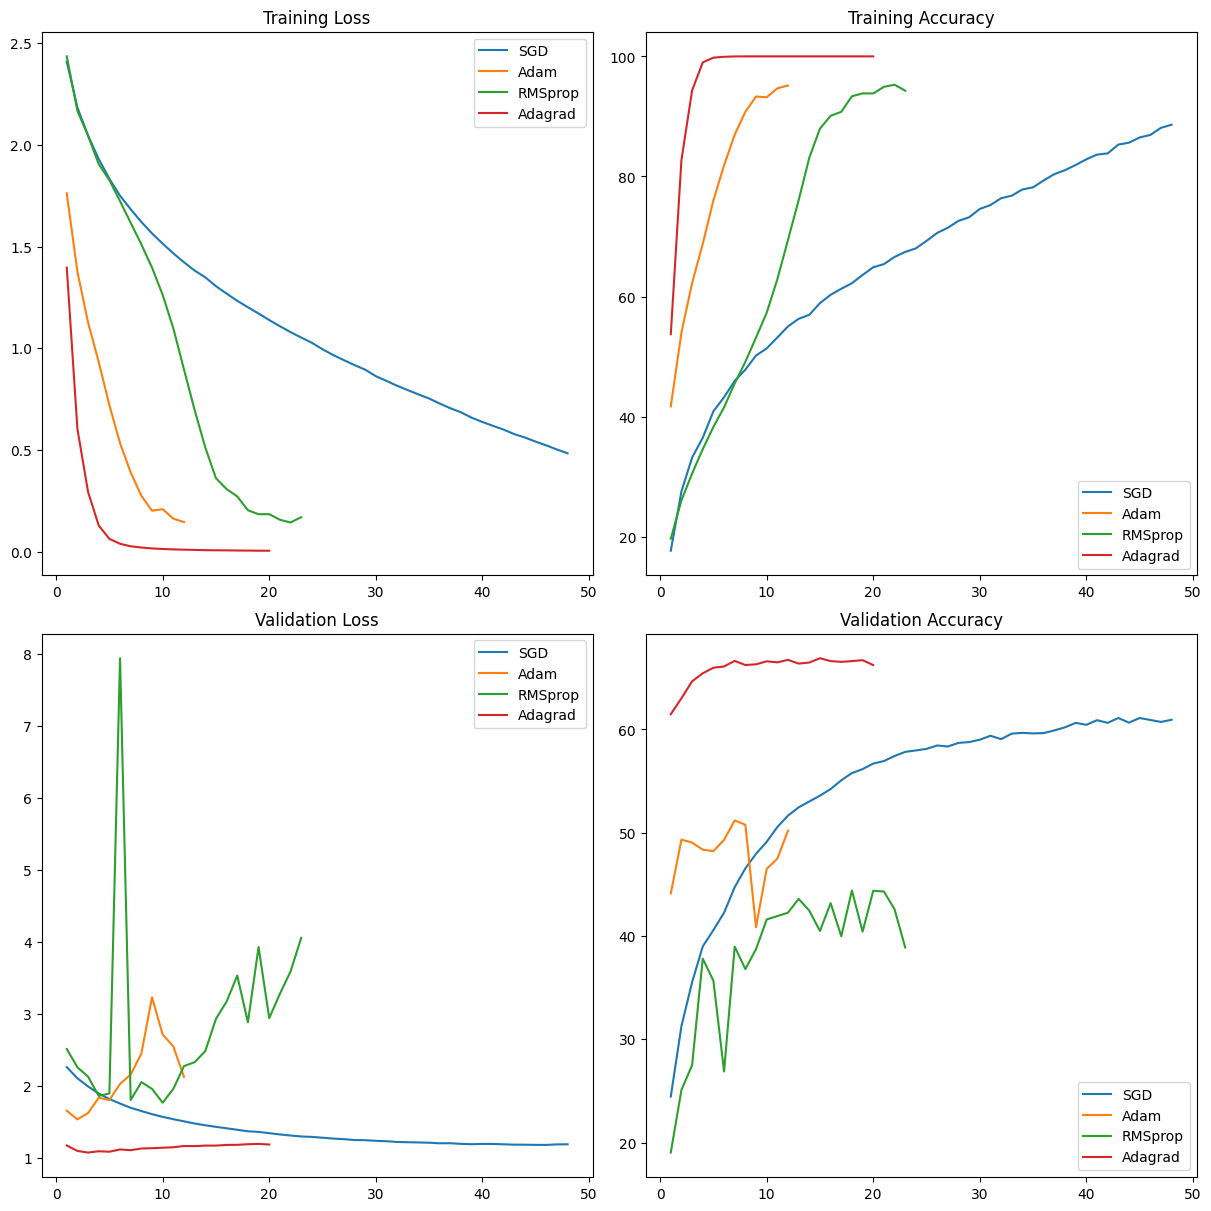 Training Loss
2.5
2.0
1.5
1.0
0.5
0.0
0 10 20 30 40 50
SGD
Adam
RMSprop
Adagrad
Training Accuracy
100
80
60
40
20
0 10 20 30 40 50
SGD
Adam
RMSprop
Adagrad
Validation Loss
8
7
6
5
4
3
2
1
0 10 20 30 40 50
SGD
Adam
RMSprop
Adagrad
Validation Accuracy
60
50
40
30
20
0 10 20 30 40 50
SGD
Adam
RMSprop
Adagrad